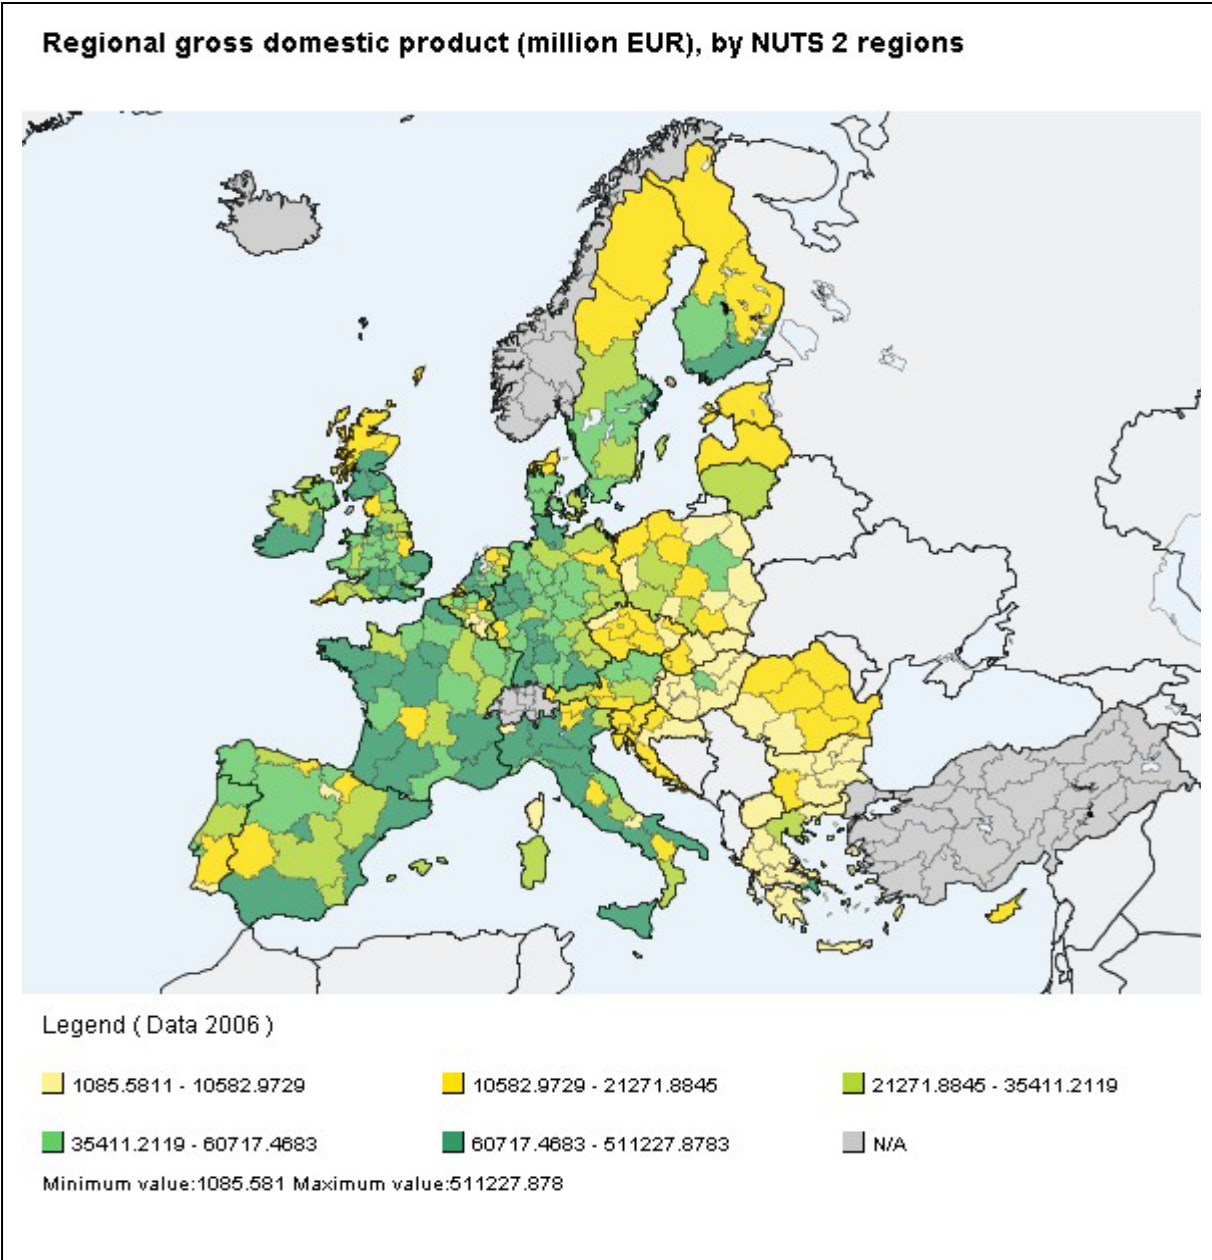 Regional gross domestic product (million EUR), by NUTS 2 regions
Legend ( Data 2006 )
1085.5811 - 10582.9729
10582.9729 - 21271.8845
21271.8845 - 35411.2119
35411.2119 - 60717.4683
60717.4683 - 511227.8783
N/A
Minimum value:1085.581 Maximum value:511227.878